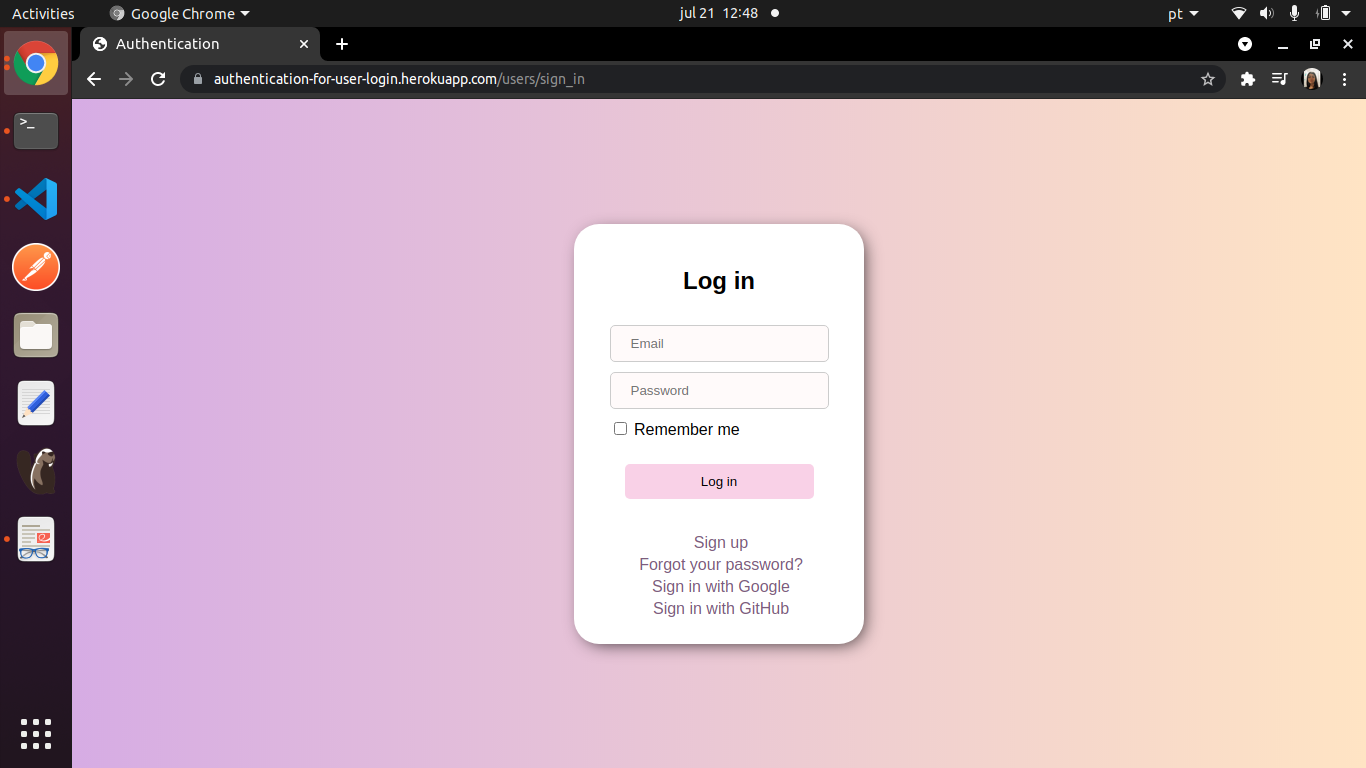 Activities
Google Chrome
jul 21 12:48
pt
Authentication
authentication-for-user-login.herokuapp.com/users/sign_in
>_
Log in
Email
Password
Remember me
Log in
Sign up
Forgot your password?
Sign in with Google
Sign in with GitHub